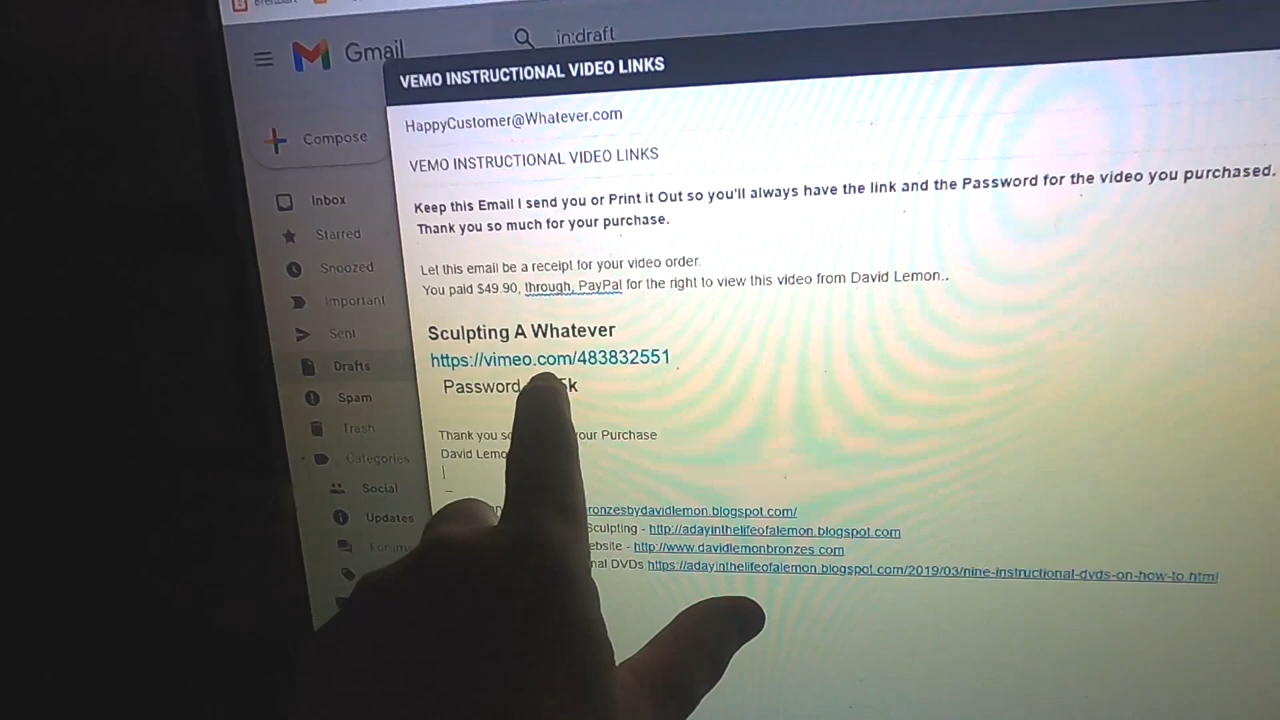 Gmail
in:draft
VEMO INSTRUCTIONAL VIDEO LINKS
HappyCustomer@Whatever.com
Compose
VEMO INSTRUCTIONAL VIDEO LINKS
Inbox
Keep this Email I send you or Print it Out so you'll always have the link and the Password for the video you purchased.
Starred
Thank you so much for your purchase.
Snoozed
Let this email be a receipt for your video order.
Important
You paid $49.90, through, PayPal for the right to view this video from David Lemon..
Sent
Sculpting A Whatever
Drafts
https://vimeo.com/483832551
Spam
Password
Trash
Thank you your Purchase
Categories
David
Social
Updates
Forums
ronzesbydavidlemon.blogspot.com/
Sculpting - http://adayinthelifeofalemon.blogspot.com
ebsite - http://www.davidlemonbronzes.com
nal DVDs https://adayinthelifeofalemon.blogspot.com/2019/03/nine-instructional-dvds-on-how-to.html